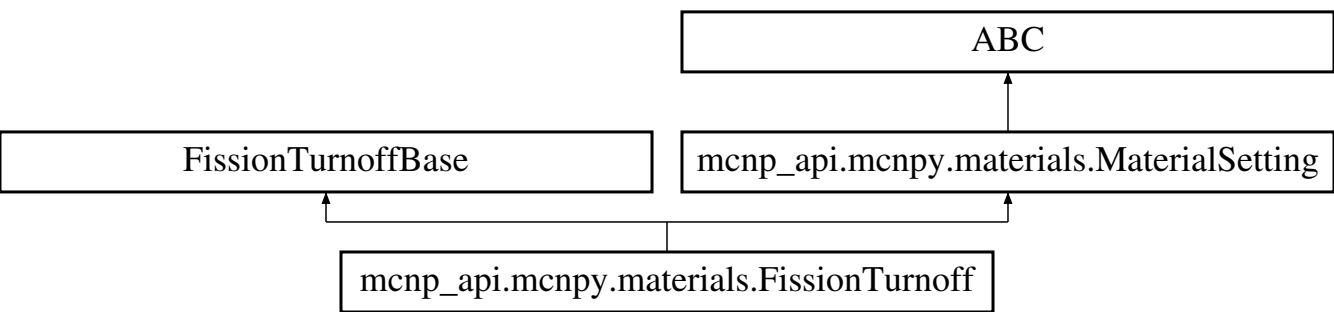 ABC
FissionTurnoffBase
mcnp_api.mcnpy.materials.MaterialSetting
mcnp_api.mcnpy.materials.FissionTurnoff